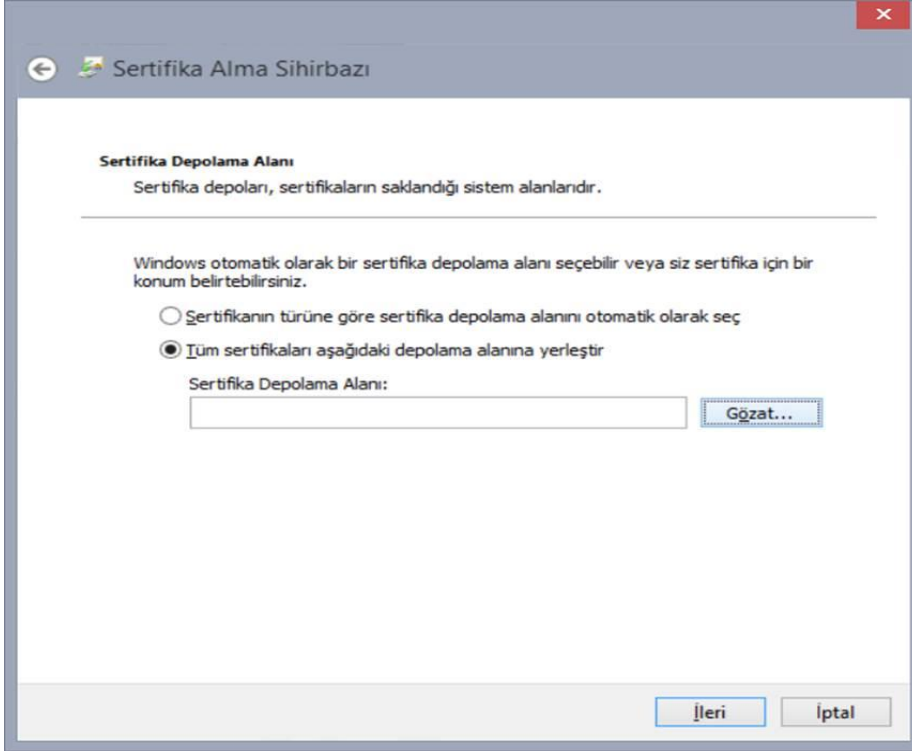 Sertifika Alma Sihirbazı
Sertifika Depolama Alanı
Sertifika depoları, sertifikaların saklandığı sistem alanlarıdır.
Windows otomatik olarak bir sertifika depolama alanı seçebilir veya siz sertifika için bir
konum belirtebilirsiniz.
Sertifikanın türüne göre sertifika depolama alanını otomatik olarak seç
Tüm sertifikaları aşağıdaki depolama alanına yerleştir
Sertifika Depolama Alanı:
Gözat...
İleri
İptal